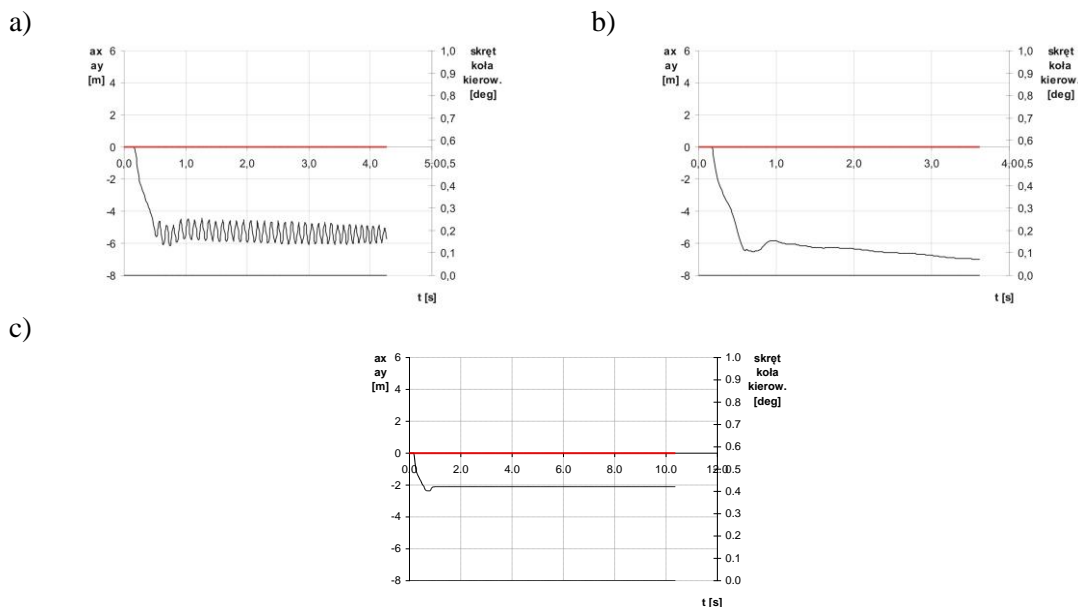 a)
ax
ay
[m]
6
4
2
0
-2
-4
-6
-8
0,0 1,0 2,0 3,0 4,0 5,0
1,0
0,9
0,8
0,7
0,6
0,5
0,4
0,3
0,2
0,1
0,0
skręt
koła
kierow.
[deg]
t [s]
b)
ax
ay
[m]
6
4
2
0
-2
-4
-6
-8
0,0 1,0 2,0 3,0 4,0
1,0
0,9
0,8
0,7
0,6
0,5
0,4
0,3
0,2
0,1
0,0
skręt
koła
kierow.
[deg]
t [s]
c)
ax
ay
[m]
6
4
2
0
-2
-4
-6
-8
0.0 2.0 4.0 6.0 8.0 10.0 12.0
1.0
0.9
0.8
0.7
0.6
0.5
0.4
0.3
0.2
0.1
0.0
skręt
koła
kierow.
[deg]
t [s]